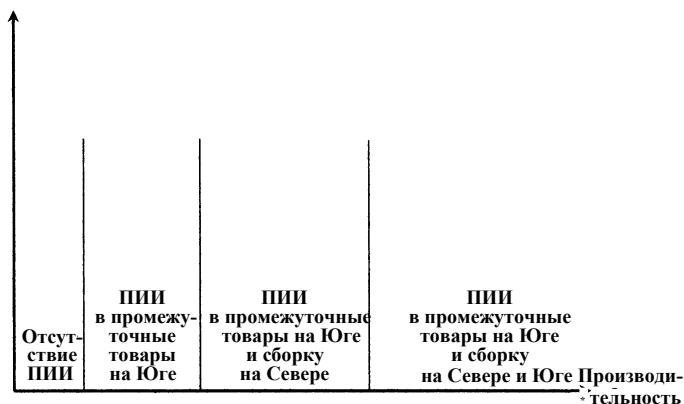 Отсут-
ствие
ПИИ
ПИИ
в промежу-
точные
товары
на Юге
ПИИ
в промежуточные
товары на Юге
и сборку
на Севере
ПИИ
в промежуточные
товары на Юге
и сборку
на Севере и Юге
Производи-
тельность